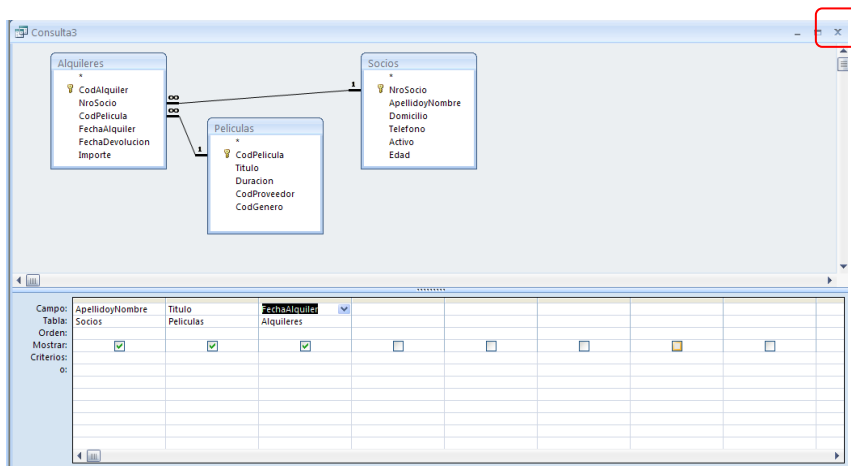 Consulta3
Alquileres
*
CodAlquiler
NroSocio
CodPelicula
FechaAlquiler
FechaDevolucion
Importe
∞
∞
1
1
Peliculas
*
CodPelicula
Titulo
Duracion
CodProveedor
CodGenero
Socios
*
NroSocio
ApellidoyNombre
Domicilio
Telefono
Activo
Edad
Campo: ApellidoyNombre Titulo FechaAlquiler
Tabla: Socios Peliculas Alquileres
Orden:
Mostrar:
Criterios:
o: